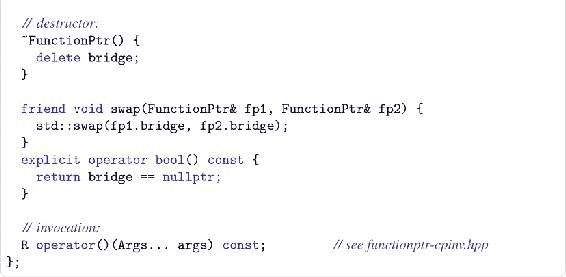 // destructor:
~FunctionPtr() {
delete bridge;
}
friend void swap(FunctionPtr& fp1, FunctionPtr& fp2) {
std::swap(fp1.bridge, fp2.bridge);
}
explicit operator bool() const {
return bridge == nullptr;
}
// invocation:
R operator()(Args... args) const; // see functionptr-cpinv.hpp
};